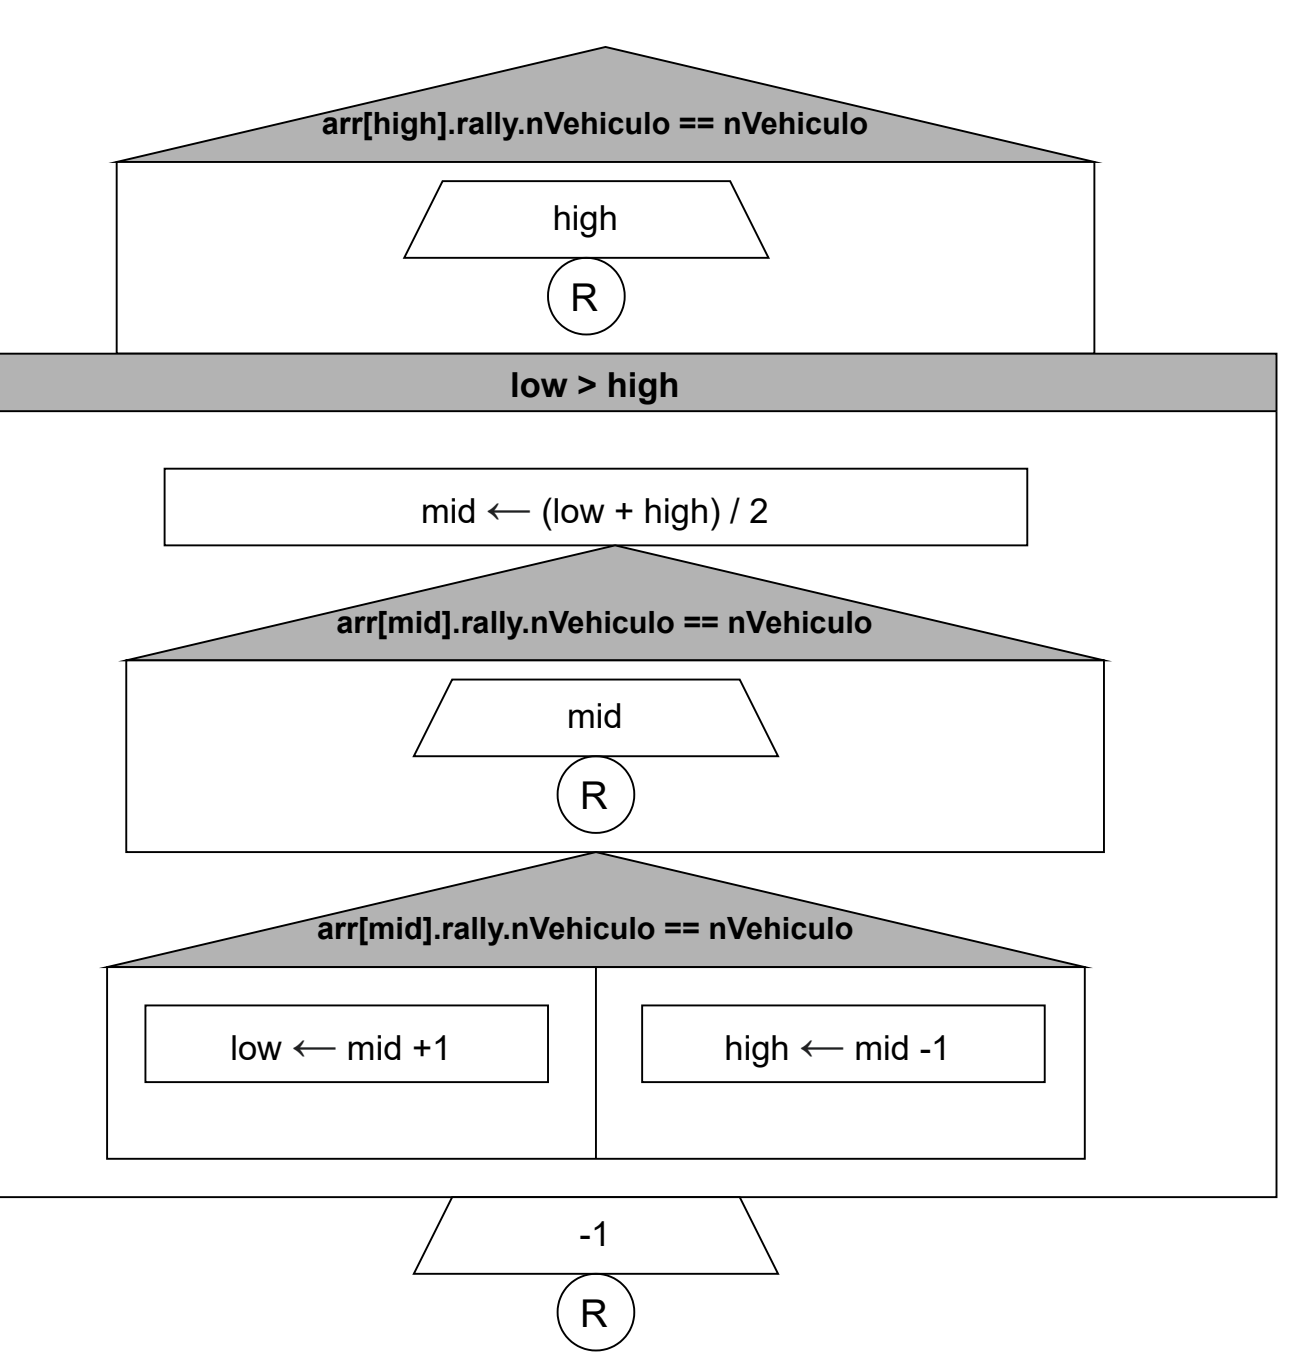 arr[high].rally.nVehiculo == nVehiculo
high
R
low > high
mid ← (low + high) / 2
arr[mid].rally.nVehiculo == nVehiculo
mid
R
arr[mid].rally.nVehiculo == nVehiculo
low ← mid +1
high ← mid -1
-1
R